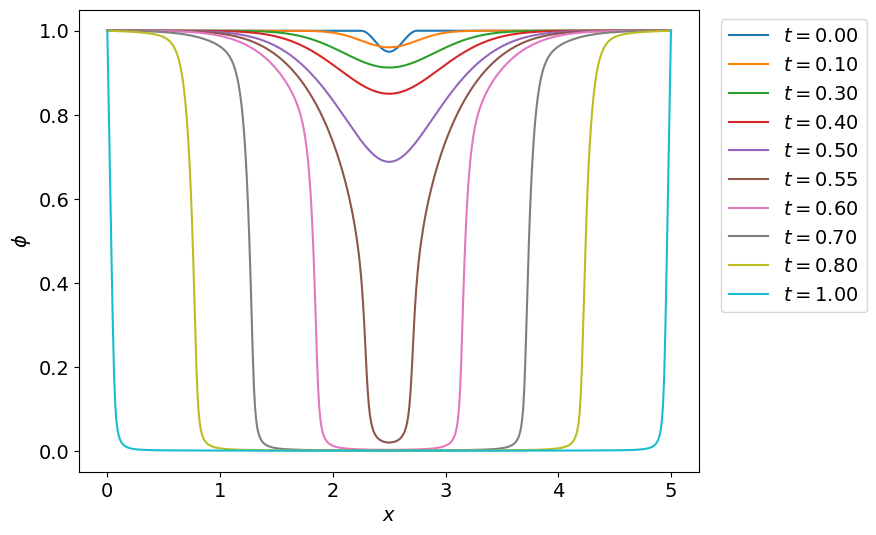 1.0
0.8
0.6
0.4
0.2
0.0
ϕ
0 1 2 3 4 5
x
t = 0.00
t = 0.10
t = 0.30
t = 0.40
t = 0.50
t = 0.55
t = 0.60
t = 0.70
t = 0.80
t = 1.00